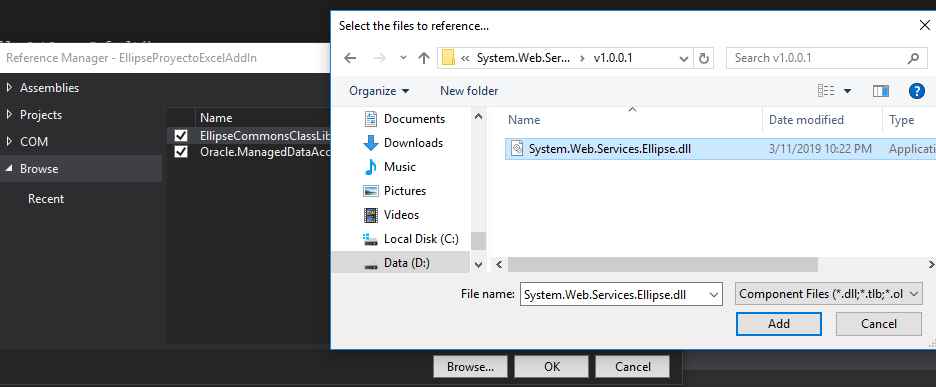 Reference Manager - EllipseProyectoExcelAddIn
Assemblies
Projects
COM
Browse
Recent
Name
EllipseCommonsClassLib
Oracle.ManagedDataAcc
Select the files to reference...
« System.Web.Ser... > v1.0.0.1
Search v1.0.0.1
Organize
New folder
?
Documents
Downloads
Music
Pictures
Videos
Local Disk (C:)
Data (D:)
Name
Date modified
Type
System.Web.Services.Ellipse.dll
3/11/2019 10:22 PM
Applicati
File name:
System.Web.Services.Ellipse.dll
Component Files (*.dll;*.tlb;*.ol
Add
Cancel
Browse...
OK
Cancel